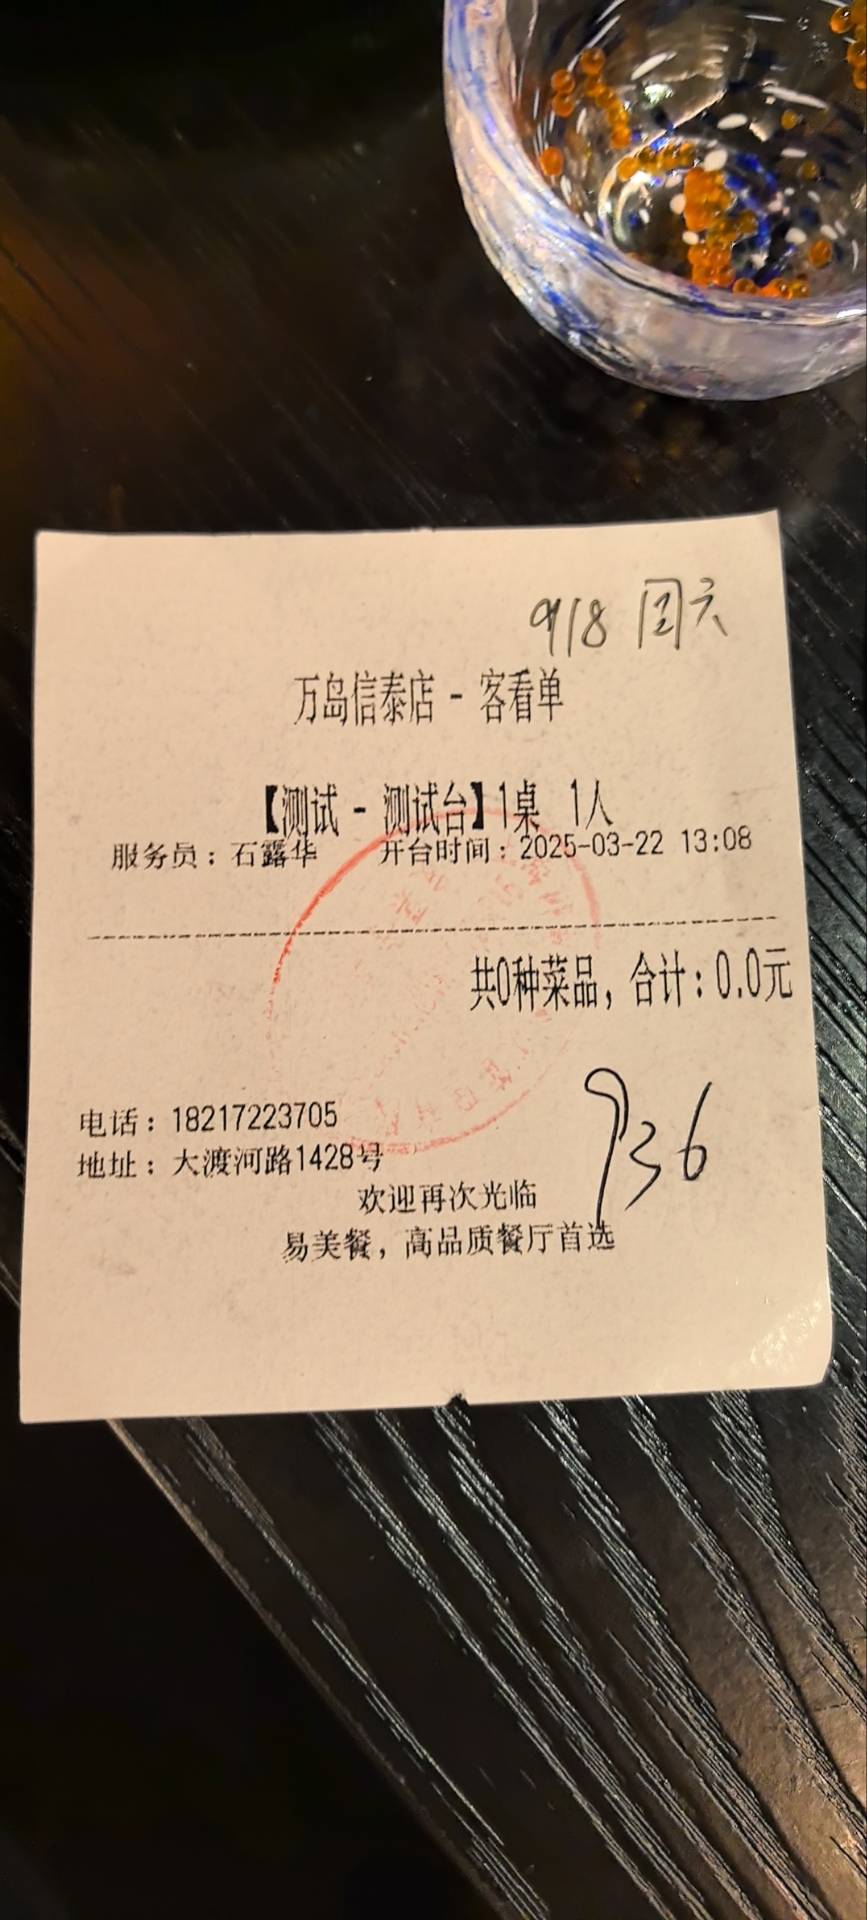 918 周六
万岛信泰店 - 客看单
【测试 - 测试台】1桌 1人
服务员：石露华 开台时间：2025-03-22 13:08
共0种菜品，合计：0.0元
936
电话：18217223705
地址：大渡河路1428号
欢迎再次光临
易美餐，高品质餐厅首选